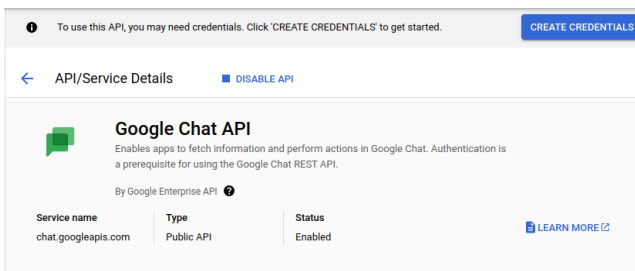 To use this API, you may need credentials. Click 'CREATE CREDENTIALS' to get started.
CREATE CREDENTIALS
API/Service Details
DISABLE API
Google Chat API
Enables apps to fetch information and perform actions in Google Chat. Authentication is
a prerequisite for using the Google Chat REST API.
By Google Enterprise API
Service name
Type
Status
chat.googleapis.com
Public API
Enabled
LEARN MORE